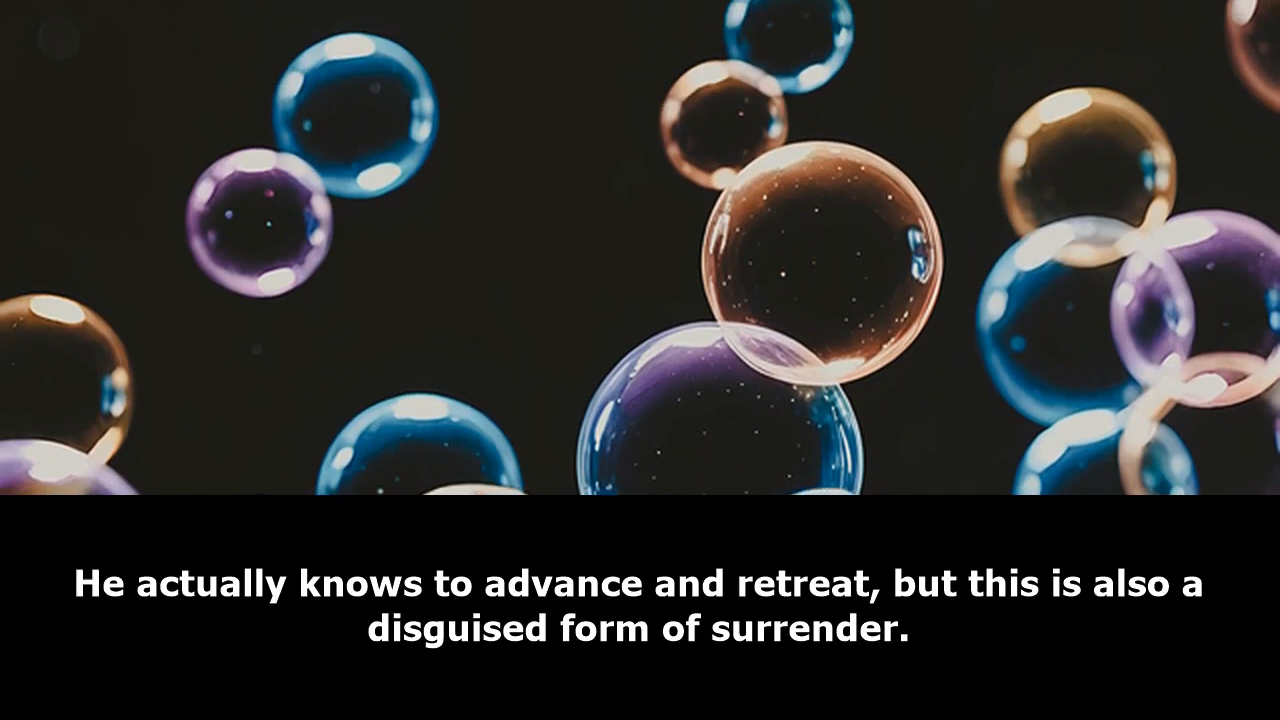 He actually knows to advance and retreat, but this is also a
disguised form of surrender.